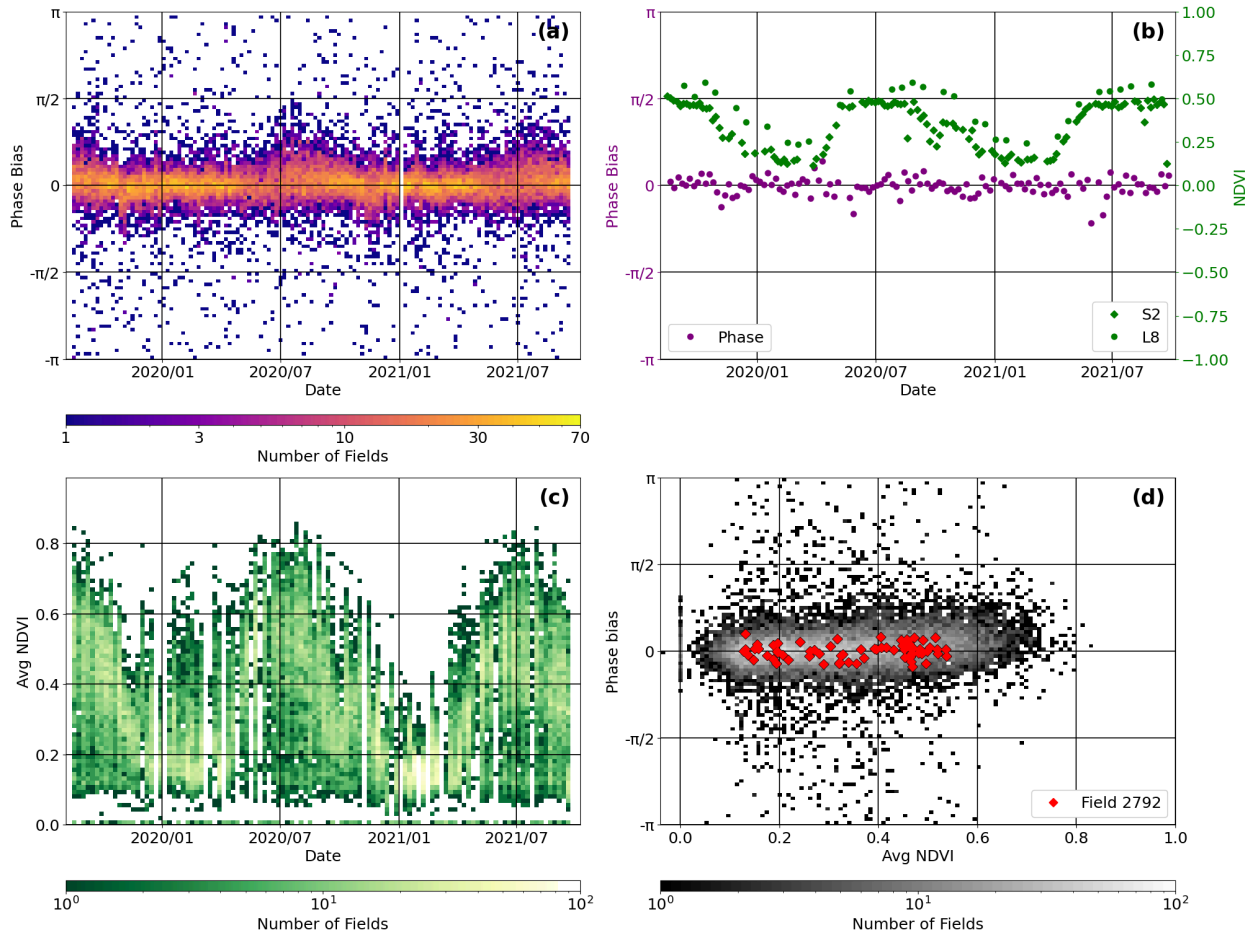 π
π/2
0
-π/2
-π
Phase Bias
(a)
2020/01
2020/07
2021/01
2021/07
Date
1
3
10
30
70
Number of Fields
π
π/2
0
-π/2
-π
Phase Bias
(b)
1.00
0.75
0.50
0.25
0.00
−0.25
−0.50
−0.75
−1.00
NDVI
Phase
S2
L8
2020/01
2020/07
2021/01
2021/07
Date
(c)
0.8
0.6
0.4
0.2
0.0
Avg NDVI
2020/01
2020/07
2021/01
2021/07
Date
10⁰
10¹
10²
Number of Fields
(d)
π
π/2
0
-π/2
-π
Phase bias
Field 2792
0.0
0.2
0.4
0.6
0.8
1.0
Avg NDVI
10⁰
10¹
10²
Number of Fields